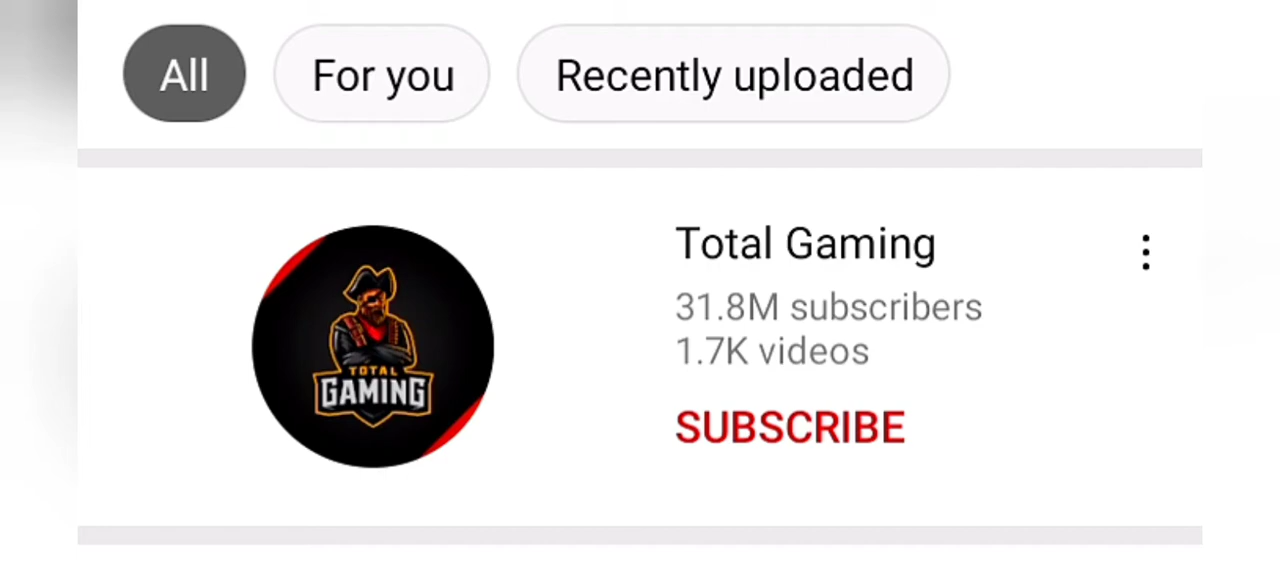 All
For you
Recently uploaded
Total Gaming
31.8M subscribers
1.7K videos
SUBSCRIBE
TOTAL
GAMING